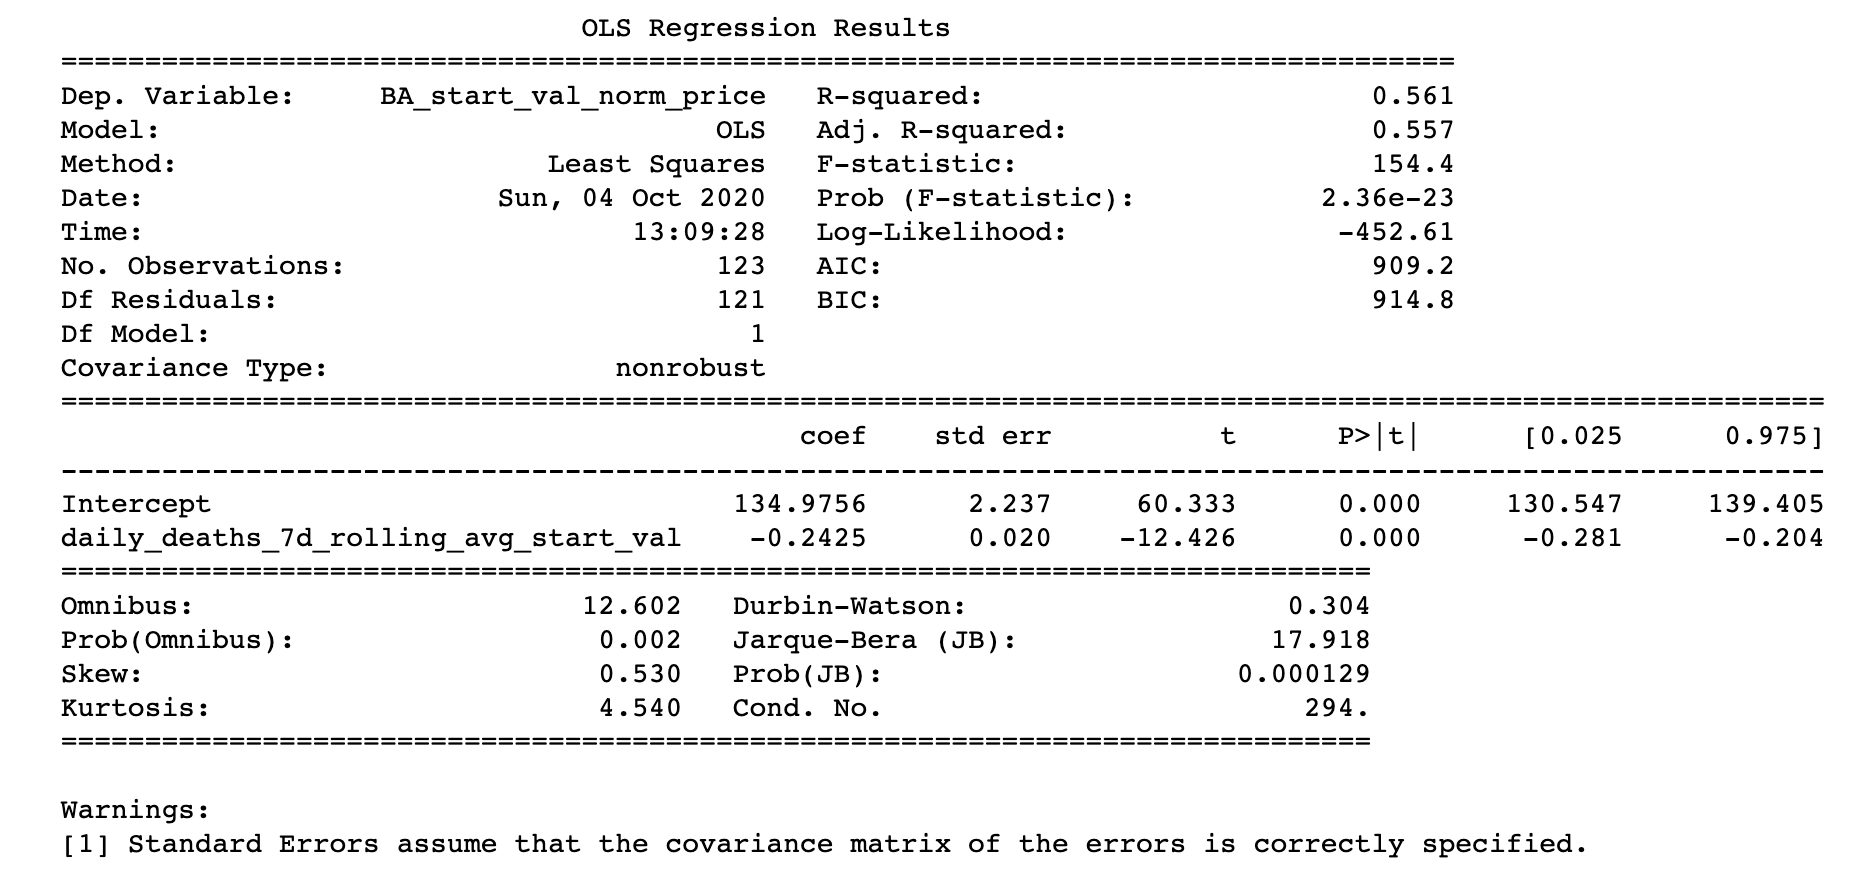 OLS Regression Results
==============================================================================
Dep. Variable: BA_start_val_norm_price R-squared: 0.561
Model: OLS Adj. R-squared: 0.557
Method: Least Squares F-statistic: 154.4
Date: Sun, 04 Oct 2020 Prob (F-statistic): 2.36e-23
Time: 13:09:28 Log-Likelihood: -452.61
No. Observations: 123 AIC: 909.2
Df Residuals: 121 BIC: 914.8
Df Model: 1
Covariance Type: nonrobust
==============================================================================
coef std err t P>|t| [0.025 0.975]
------------------------------------------------------------------------------
Intercept 134.9756 2.237 60.333 0.000 130.547 139.405
daily_deaths_7d_rolling_avg_start_val -0.2425 0.020 -12.426 0.000 -0.281 -0.204
==============================================================================
Omnibus: 12.602 Durbin-Watson: 0.304
Prob(Omnibus): 0.002 Jarque-Bera (JB): 17.918
Skew: 0.530 Prob(JB): 0.000129
Kurtosis: 4.540 Cond. No. 294.
==============================================================================
Warnings:
[1] Standard Errors assume that the covariance matrix of the errors is correctly specified.